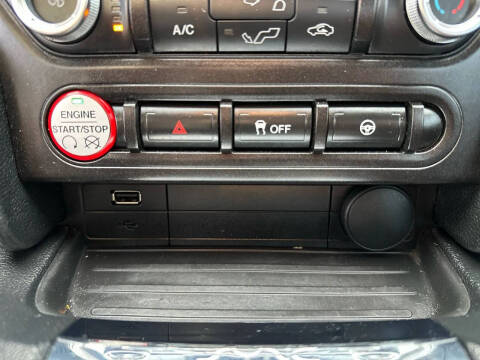 A/C
ENGINE
START/STOP
OFF